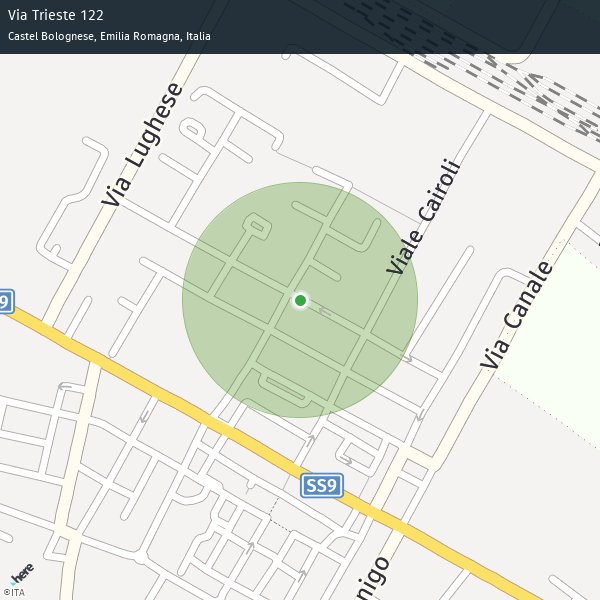 Via Trieste 122
Castel Bolognese, Emilia Romagna, Italia
Via Lughese
Viale Cairoli
Via Canale
9
SS9
nigo
here
©ITA